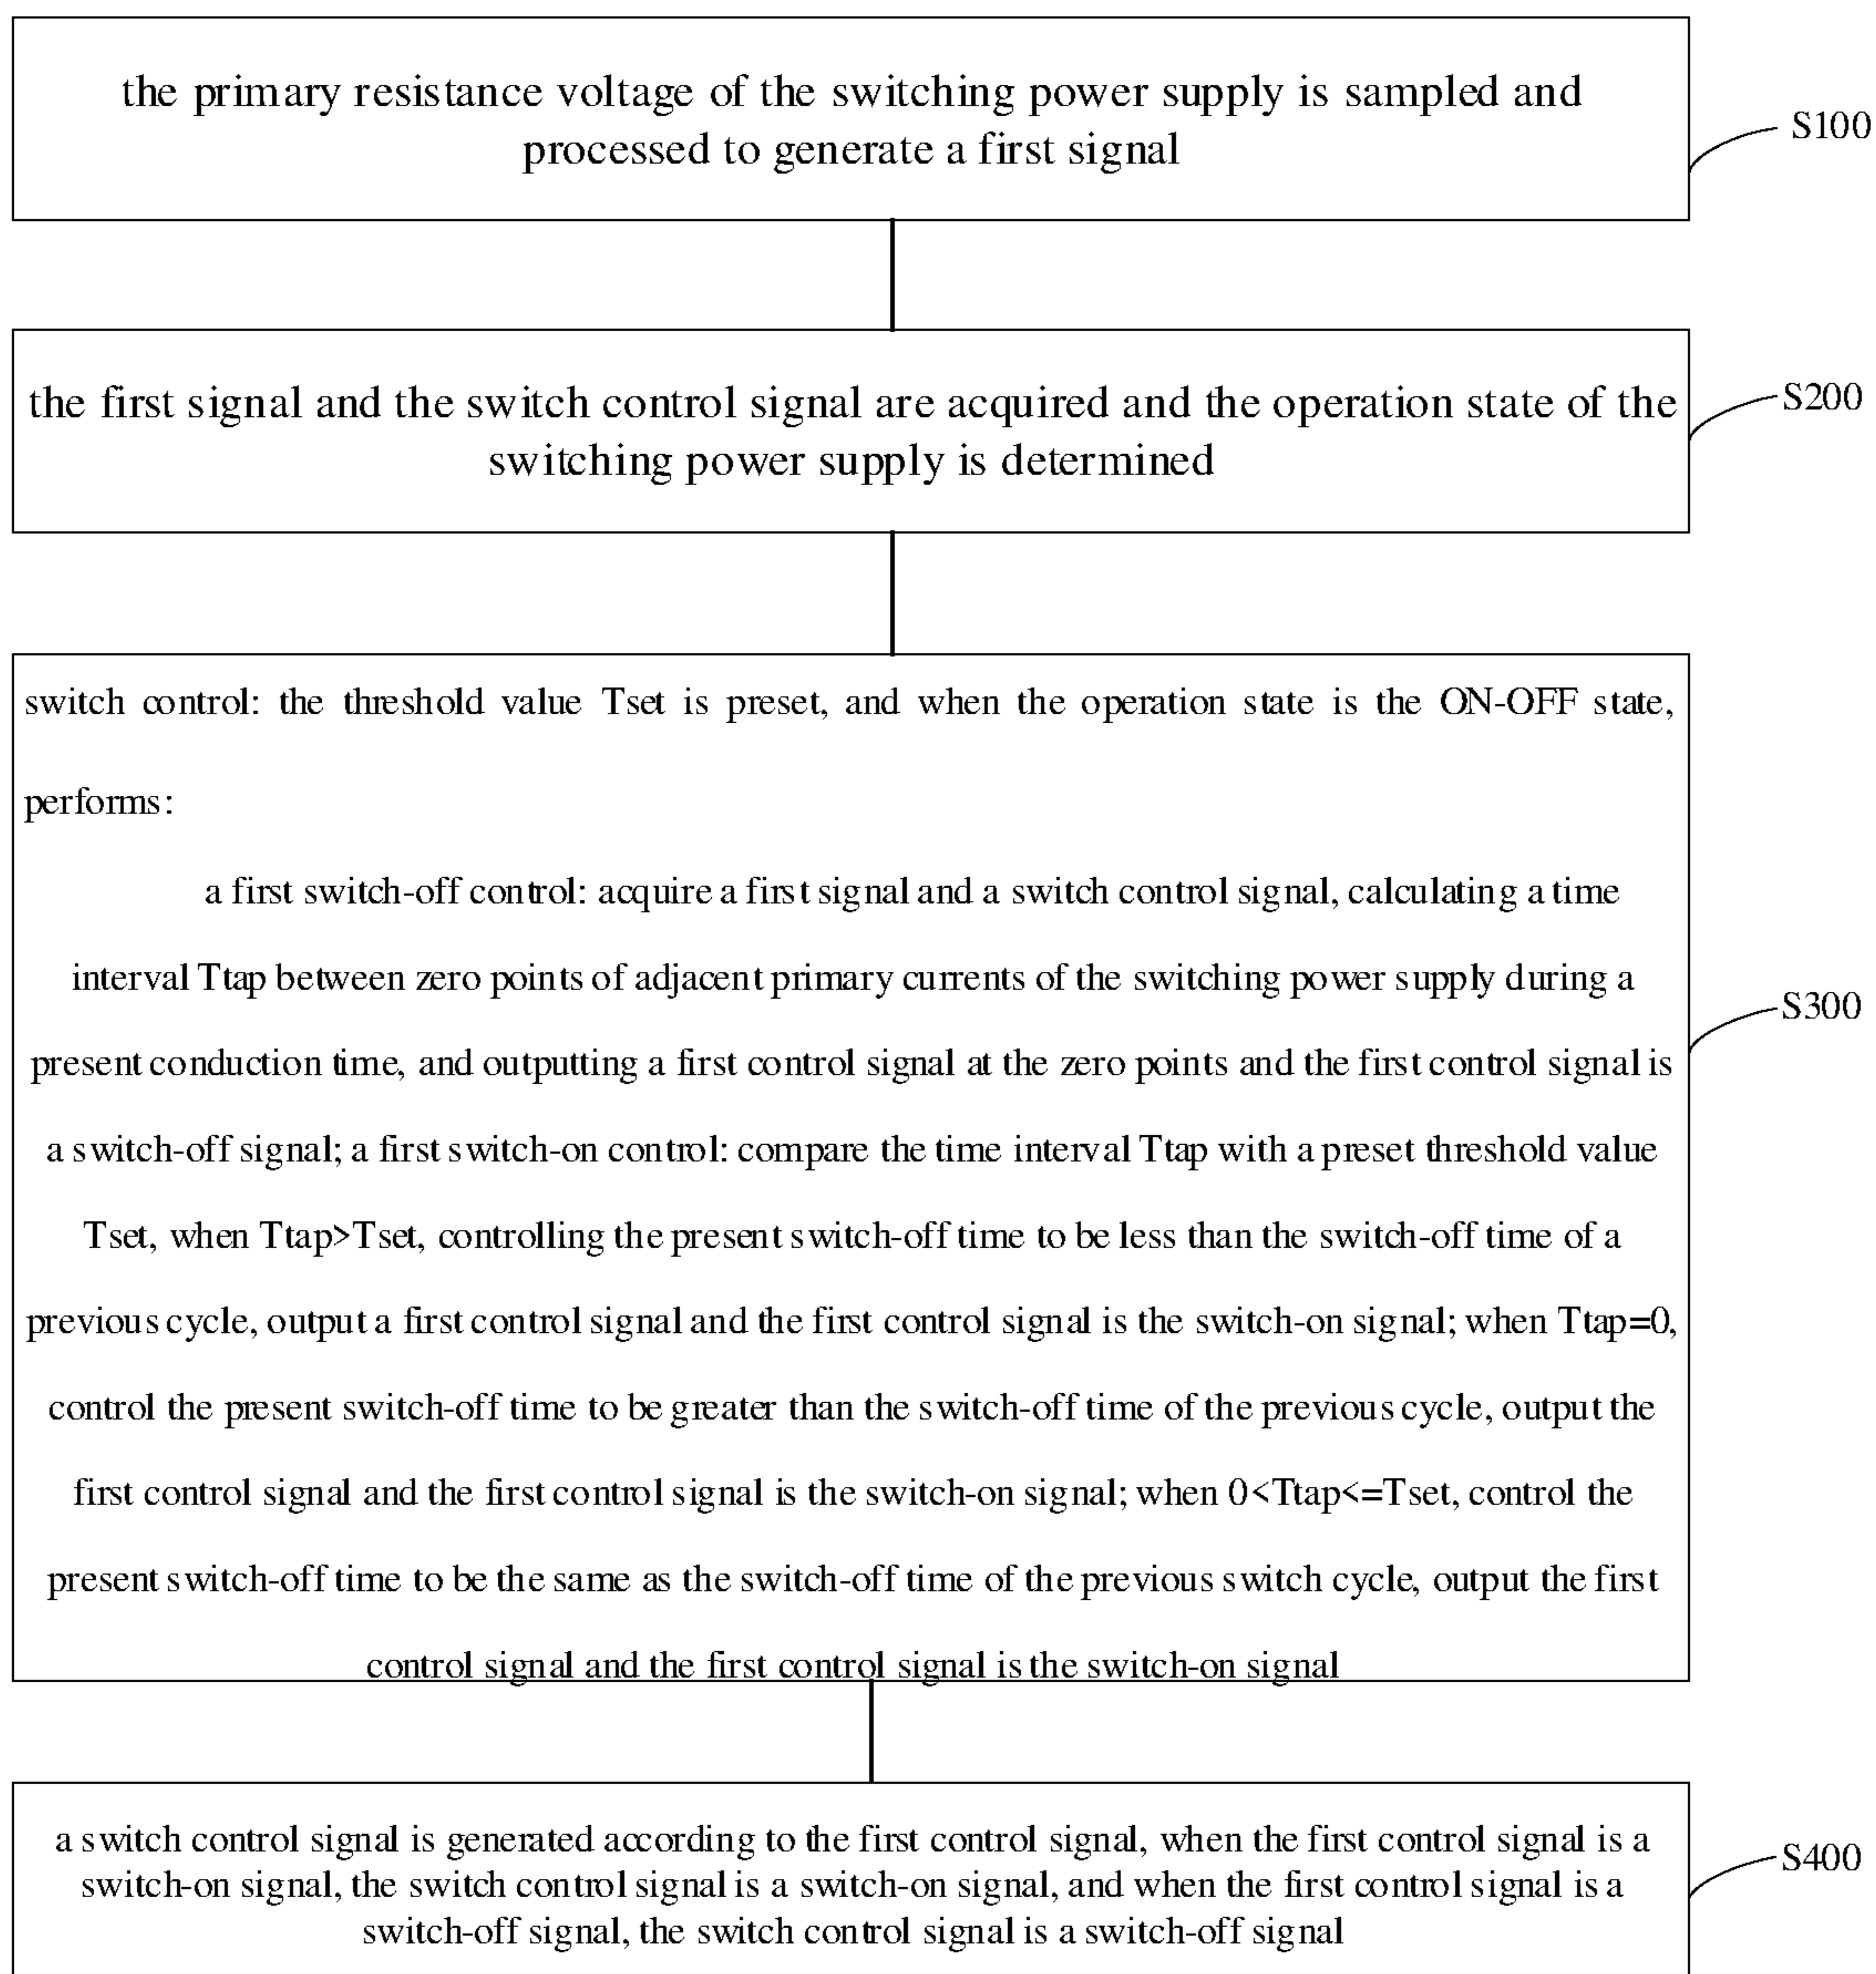 the primary resistance voltage of the switching power supply is sampled and
processed to generate a first signal
S100
the first signal and the switch control signal are acquired and the operation state of the
switching power supply is determined
S200
switch control: the threshold value Tset is preset, and when the operation state is the ON-OFF state,
performs:
a first switch-off control: acquire a first signal and a switch control signal, calculating a time
interval Ttap between zero points of adjacent primary currents of the switching power supply during a
present conduction time, and outputting a first control signal at the zero points and the first control signal is
a switch-off signal; a first switch-on control: compare the time interval Ttap with a preset threshold value
Tset, when Ttap>Tset, controlling the present switch-off time to be less than the switch-off time of a
previous cycle, output a first control signal and the first control signal is the switch-on signal; when Ttap=0,
control the present switch-off time to be greater than the switch-off time of the previous cycle, output the
first control signal and the first control signal is the switch-on signal; when 0<Ttap<=Tset, control the
present switch-off time to be the same as the switch-off time of the previous switch cycle, output the first
control signal and the first control signal is the switch-on signal
S300
a switch control signal is generated according to the first control signal, when the first control signal is a
switch-on signal, the switch control signal is a switch-on signal, and when the first control signal is a
switch-off signal, the switch control signal is a switch-off signal
S400